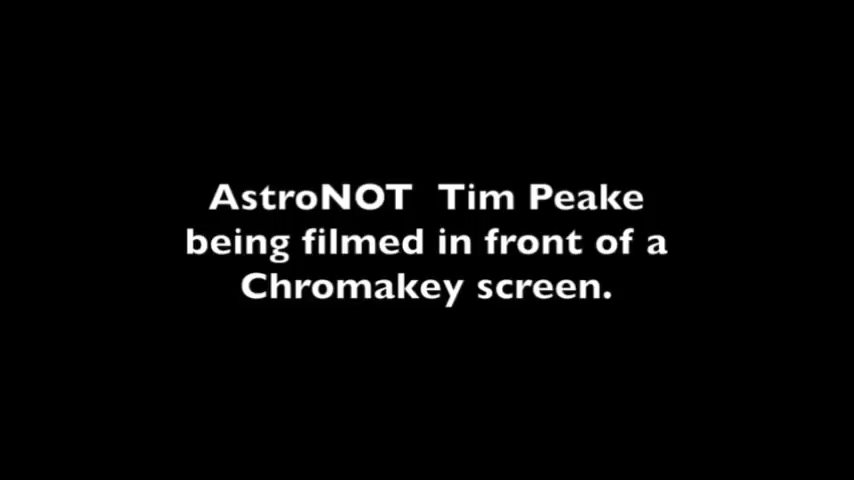 AstroNOT  Tim Peake
being filmed in front of a
Chromakey screen.